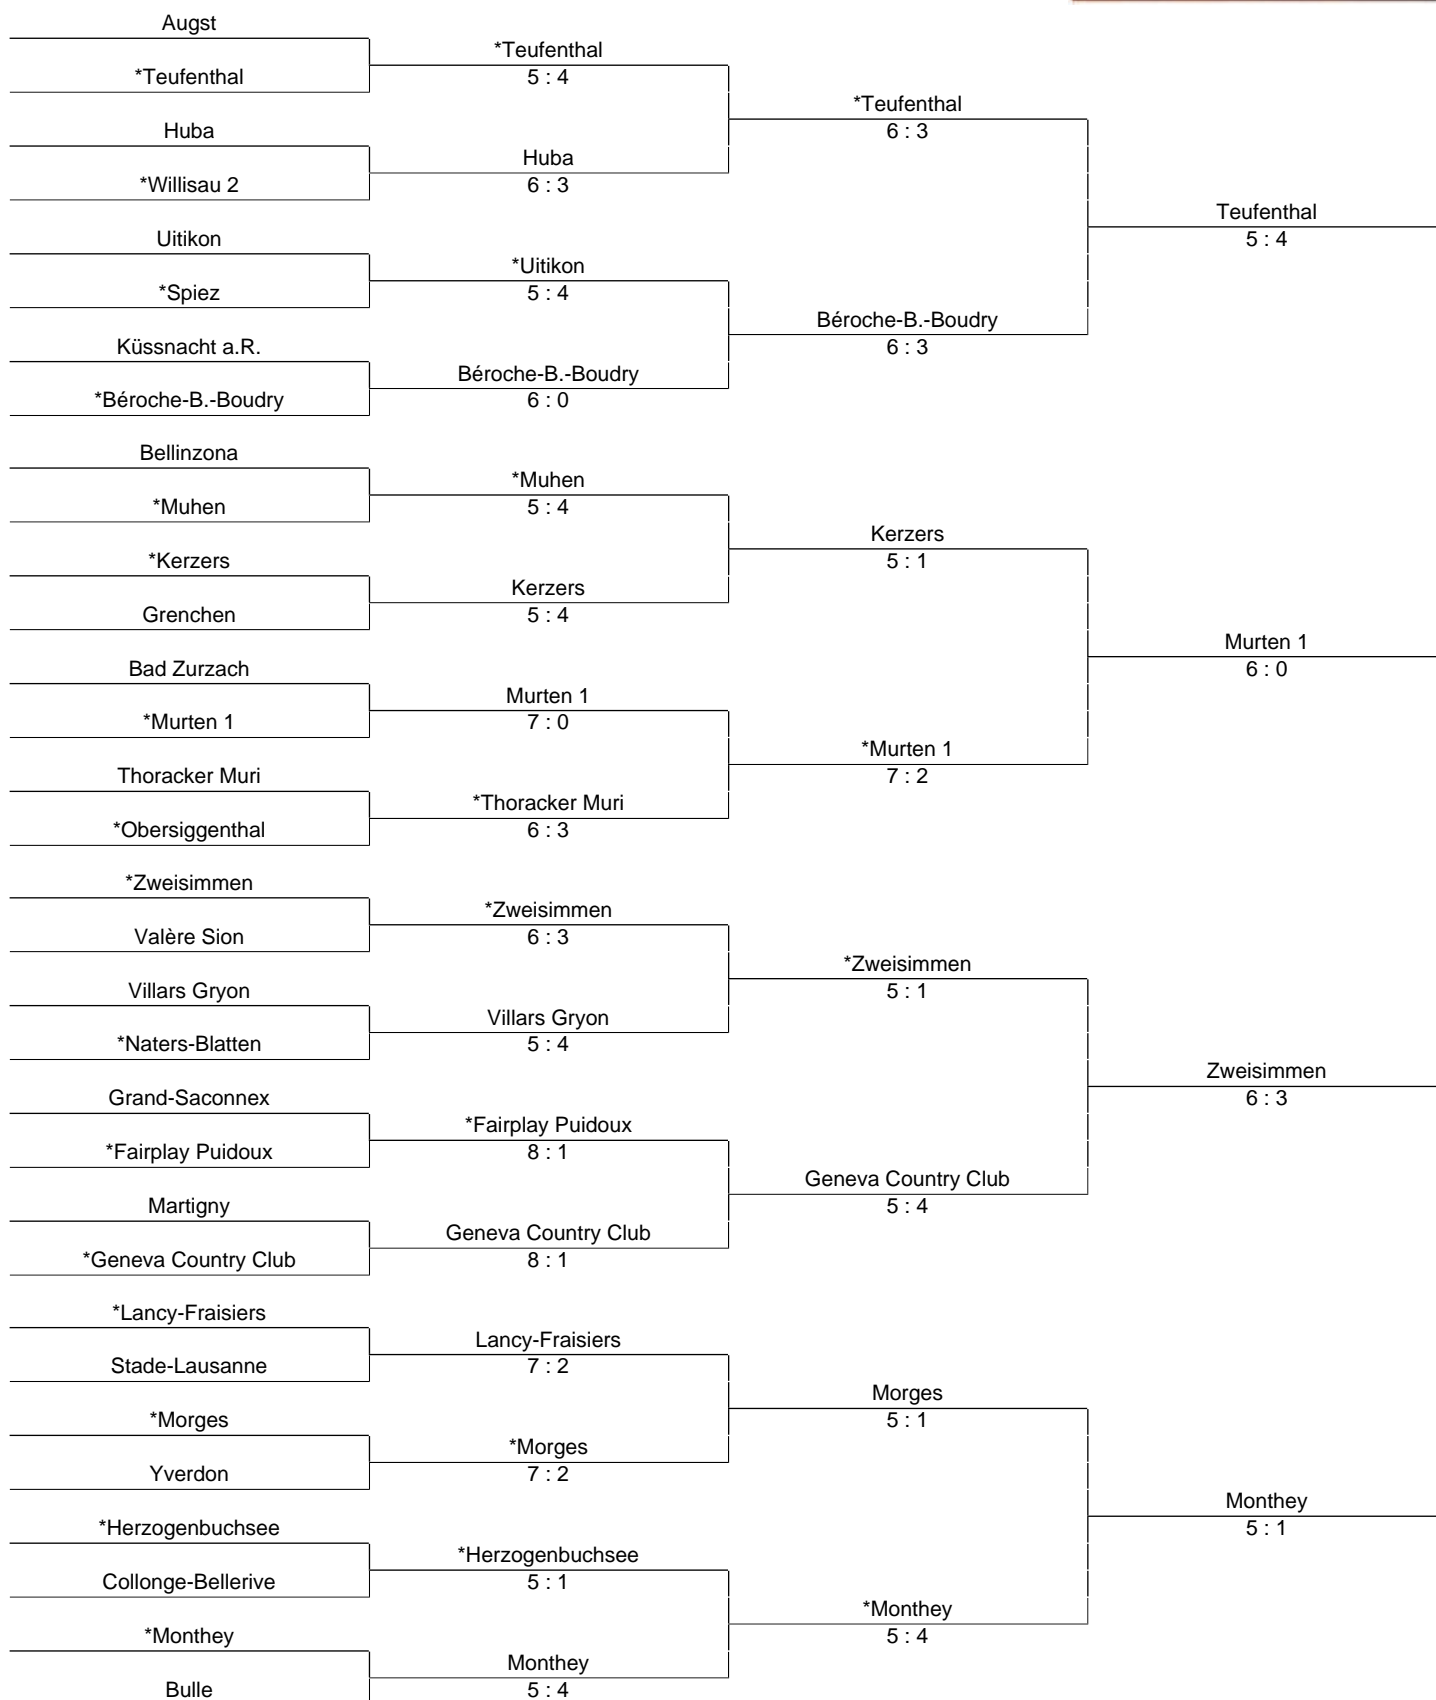 Augst
*Teufenthal
Huba
*Willisau 2
Uitikon
*Spiez
Küssnacht a.R.
*Béroche-B.-Boudry
Bellinzona
*Muhen
*Kerzers
Grenchen
Bad Zurzach
*Murten 1
Thoracker Muri
*Obersiggenthal
*Zweisimmen
Valère Sion
Villars Gryon
*Naters-Blatten
Grand-Saconnex
*Fairplay Puidoux
Martigny
*Geneva Country Club
*Lancy-Fraisiers
Stade-Lausanne
*Morges
Yverdon
*Herzogenbuchsee
Collonge-Bellerive
*Monthey
Bulle
*Teufenthal
5 : 4
Huba
6 : 3
*Uitikon
5 : 4
Béroche-B.-Boudry
6 : 0
*Muhen
5 : 4
Kerzers
5 : 4
Murten 1
7 : 0
*Thoracker Muri
6 : 3
*Zweisimmen
6 : 3
Villars Gryon
5 : 4
*Fairplay Puidoux
8 : 1
Geneva Country Club
8 : 1
Lancy-Fraisiers
7 : 2
*Morges
7 : 2
*Herzogenbuchsee
5 : 1
Monthey
5 : 4
*Teufenthal
6 : 3
Béroche-B.-Boudry
6 : 3
Kerzers
5 : 1
*Murten 1
7 : 2
*Zweisimmen
5 : 1
Geneva Country Club
5 : 4
Morges
5 : 1
*Monthey
5 : 4
Teufenthal
5 : 4
Murten 1
6 : 0
Zweisimmen
6 : 3
Monthey
5 : 1